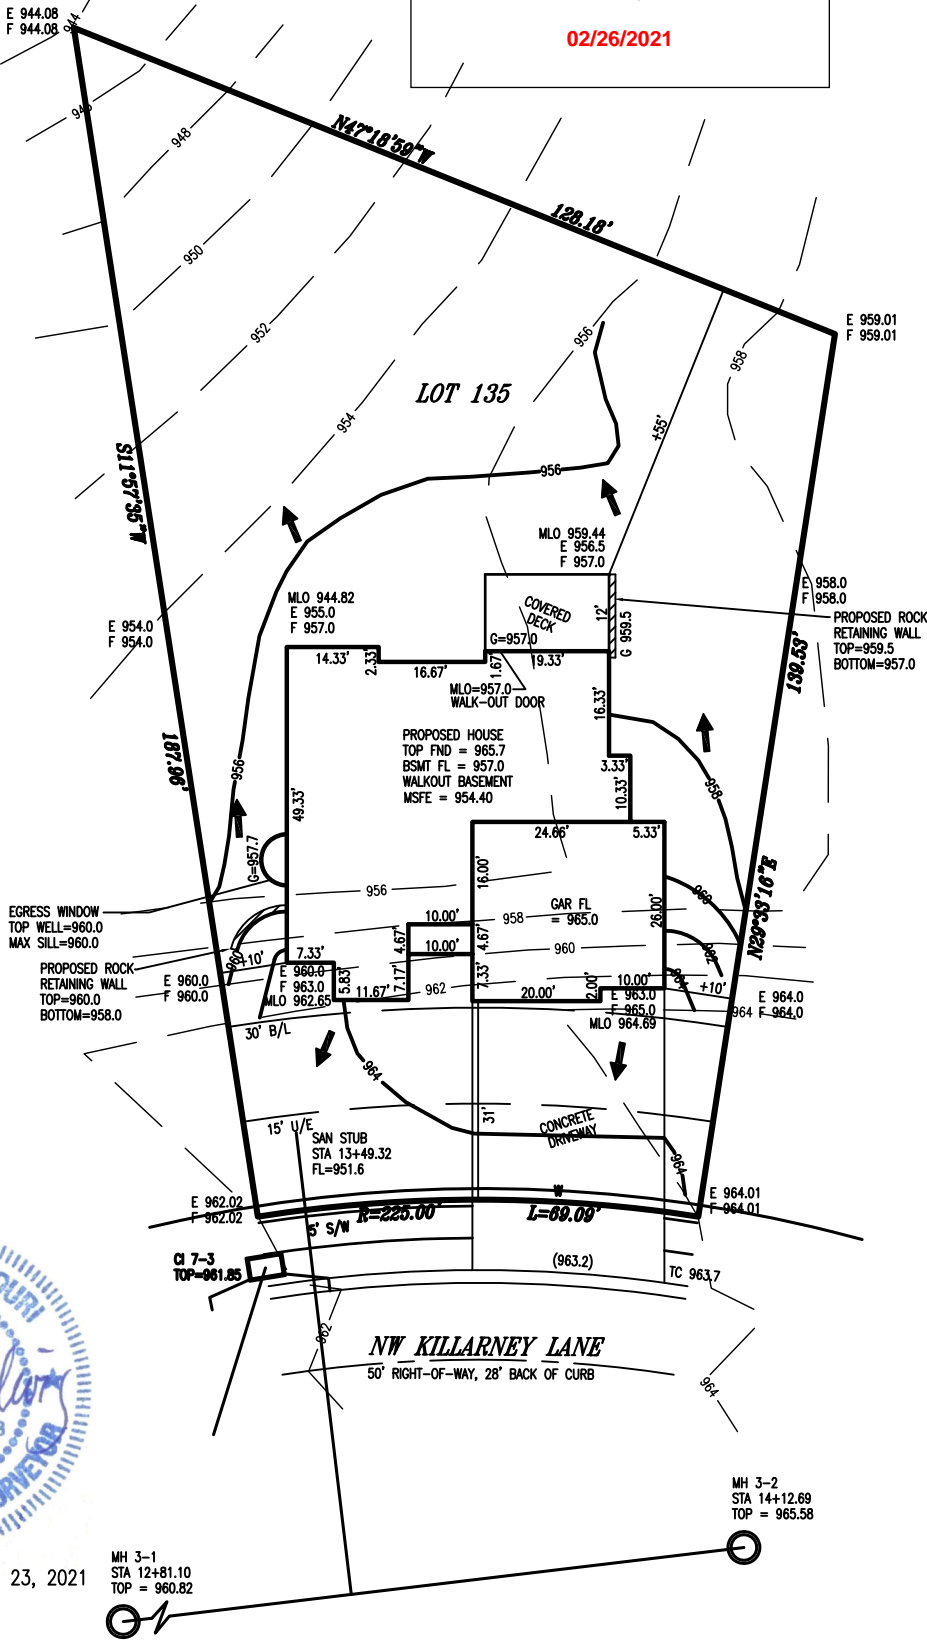 E 944.08
F 944.08
944
02/26/2021
946
948
N47°18'59"W
128.18'
950
952
954
956
958
E 959.01
F 959.01
LOT 135
±55'
956
S11°57'35"W
MLO 959.44
E 956.5
F 957.0
E 958.0
F 958.0
MLO 944.82
E 955.0
F 957.0
COVERED
DECK
12'
G 959.5
PROPOSED ROCK
RETAINING WALL
TOP=959.5
BOTTOM=957.0
E 954.0
F 954.0
G=957.0
14.33'
2.33'
16.67'
1.67'
19.33'
139.53'
MLO=957.0
WALK-OUT DOOR
16.33'
PROPOSED HOUSE
TOP FND = 965.7
BSMT FL = 957.0
WALKOUT BASEMENT
MSFE = 954.40
187.96'
956
3.33'
10.33'
958
49.33'
24.66'
5.33'
G=957.7
16.00'
N29°33'16"E
956
960
EGRESS WINDOW
TOP WELL=960.0
MAX SILL=960.0
10.00'
958
GAR FL
= 965.0
26.00'
4.67'
10.00'
4.67'
960
962
960
±10'
7.33'
PROPOSED ROCK
RETAINING WALL
TOP=960.0
BOTTOM=958.0
E 960.0
F 960.0
E 960.0
F 963.0
MLO 962.65
5.83'
11.67'
7.17'
962
7.33'
20.00'
2.00'
10.00'
964
±10'
E 963.0
F 965.0
MLO 964.69
E 964.0
F 964.0
964
30' B/L
964
31'
CONCRETE
DRIVEWAY
15' U/E
SAN STUB
STA 13+49.32
FL=951.6
964
E 962.02
F 962.02
W
E 964.01
F 964.01
5' S/W
R=225.00'
L=69.09'
CI 7-3
TOP=961.85
(963.2)
TC 963.7
962
NW KILLARNEY LANE
50' RIGHT-OF-WAY, 28' BACK OF CURB
964
MH 3-2
STA 14+12.69
TOP = 965.58
23, 2021
MH 3-1
STA 12+81.10
TOP = 960.82